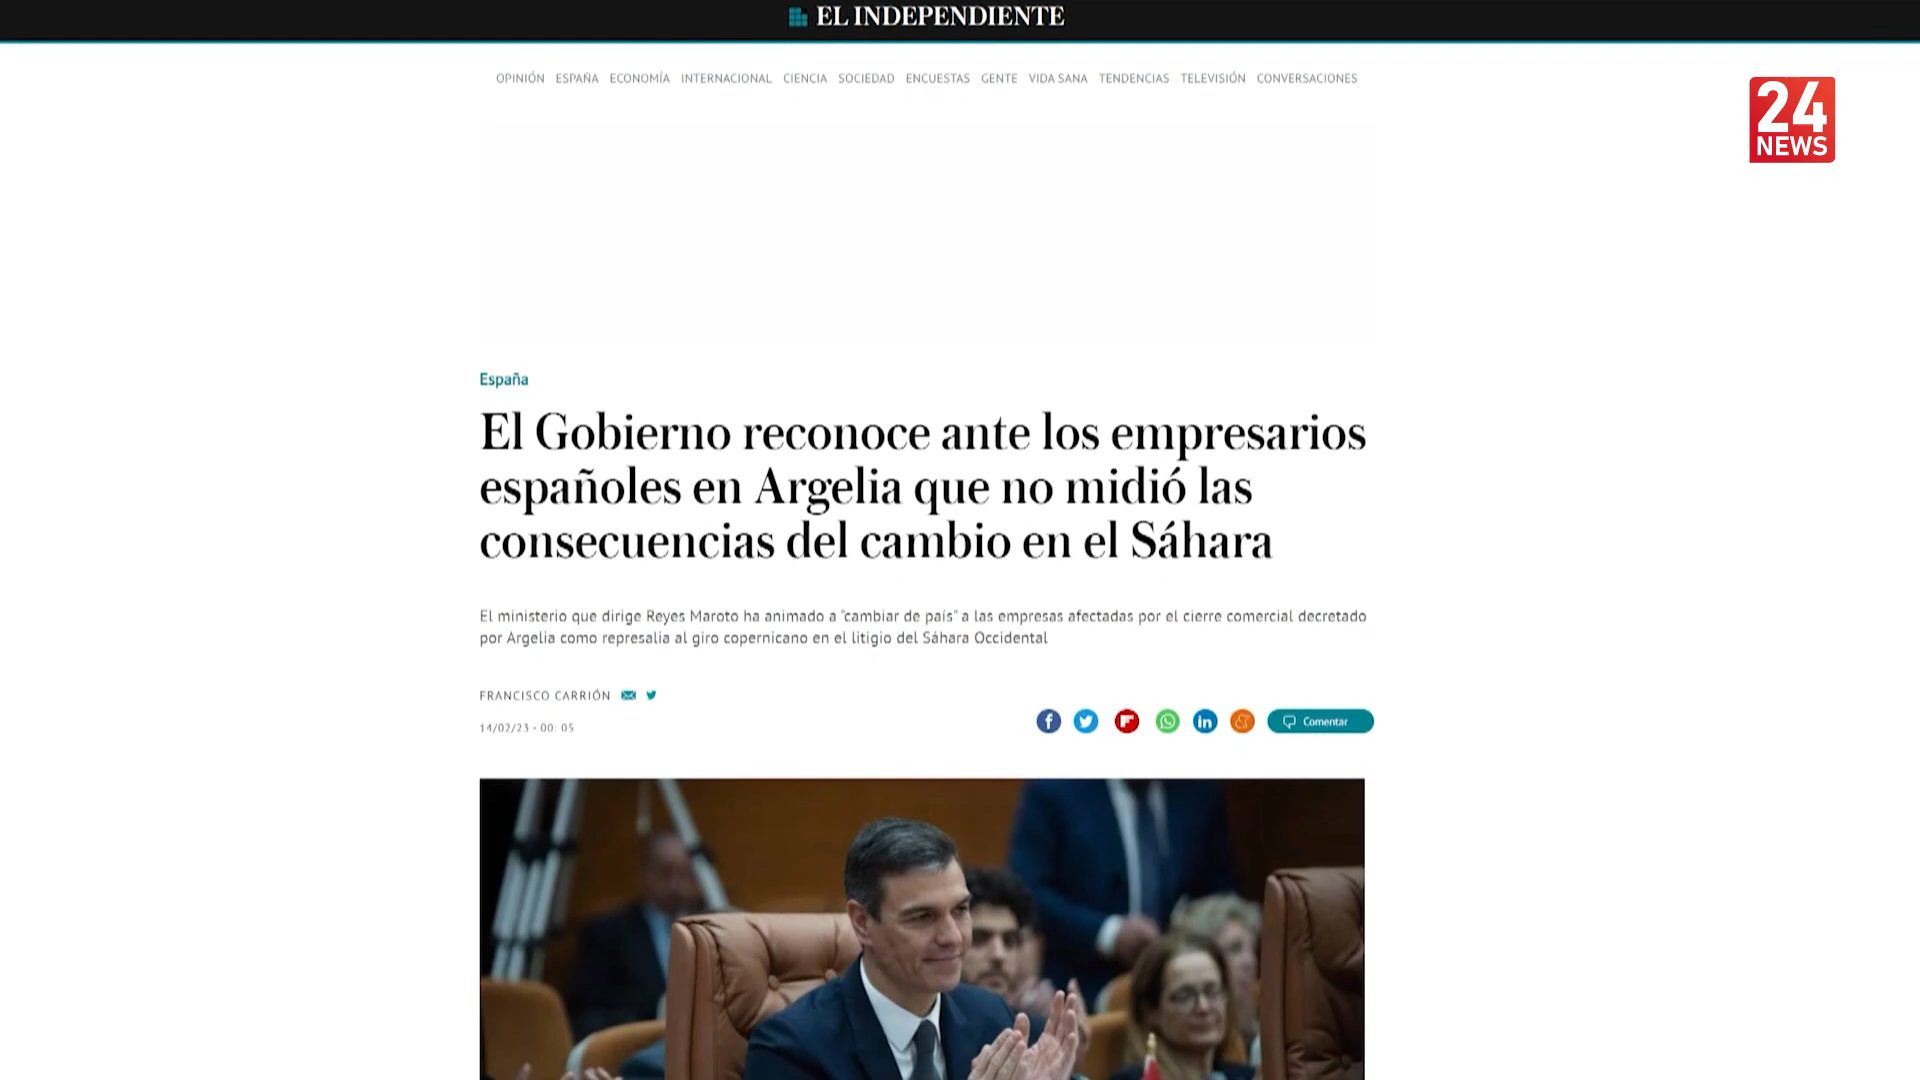 EL INDEPENDIENTE
OPINIÓN ESPAÑA ECONOMÍA INTERNACIONAL CIENCIA SOCIEDAD ENCUESTAS GENTE VIDA SANA TENDENCIAS TELEVISIÓN CONVERSACIONES
24
NEWS
España
El Gobierno reconoce ante los empresarios
españoles en Argelia que no midió las
consecuencias del cambio en el Sáhara
El ministerio que dirige Reyes Maroto ha animado a "cambiar de país" a las empresas afectadas por el cierre comercial decretado
por Argelia como represalia al giro copernicano en el litigio del Sáhara Occidental
FRANCISCO CARRIÓN
14/02/23 - 00: 05
Comentar